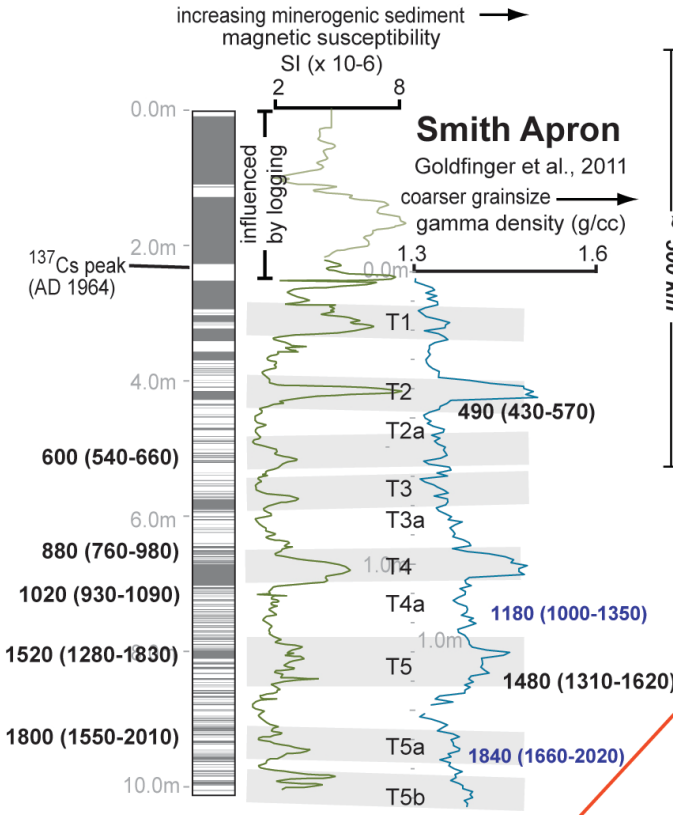 increasing minerogenic sediment
magnetic susceptibility
SI (x 10-6)
2 8
0.0m
Smith Apron
Goldfinger et al., 2011
coarser grainsize
gamma density (g/cc)
influenced
by logging
2.0m
137Cs peak
(AD 1964)
0.0m
1.3 1.6
T1
4.0m
T2
490 (430-570)
T2a
600 (540-660)
T3
6.0m
T3a
880 (760-980)
1.0m
T4
1020 (930-1090)
T4a
1180 (1000-1350)
1.0m
1520 (1280-1830)
T5
1480 (1310-1620)
1800 (1550-2010)
T5a
1840 (1660-2020)
10.0m
T5b